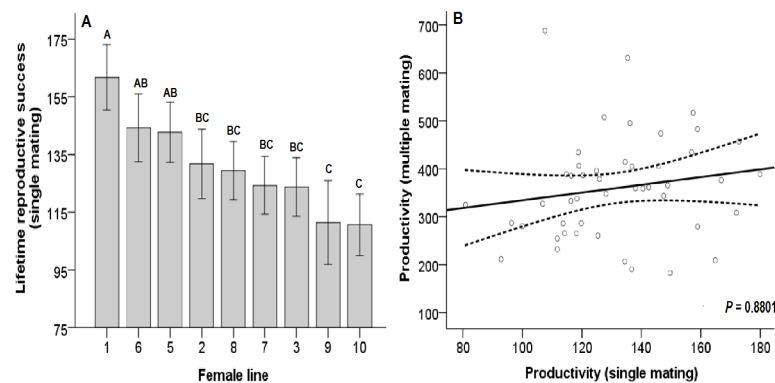 A
Lifetime reproductive success
(single mating)
175
155
135
115
95
75
A
AB
AB
BC
BC
BC
BC
C
C
1
6
5
2
8
7
3
9
10
Female line
B
Productivity (multiple mating)
700
600
500
400
300
200
100
80
100
120
140
160
180
P = 0.8801
Productivity (single mating)